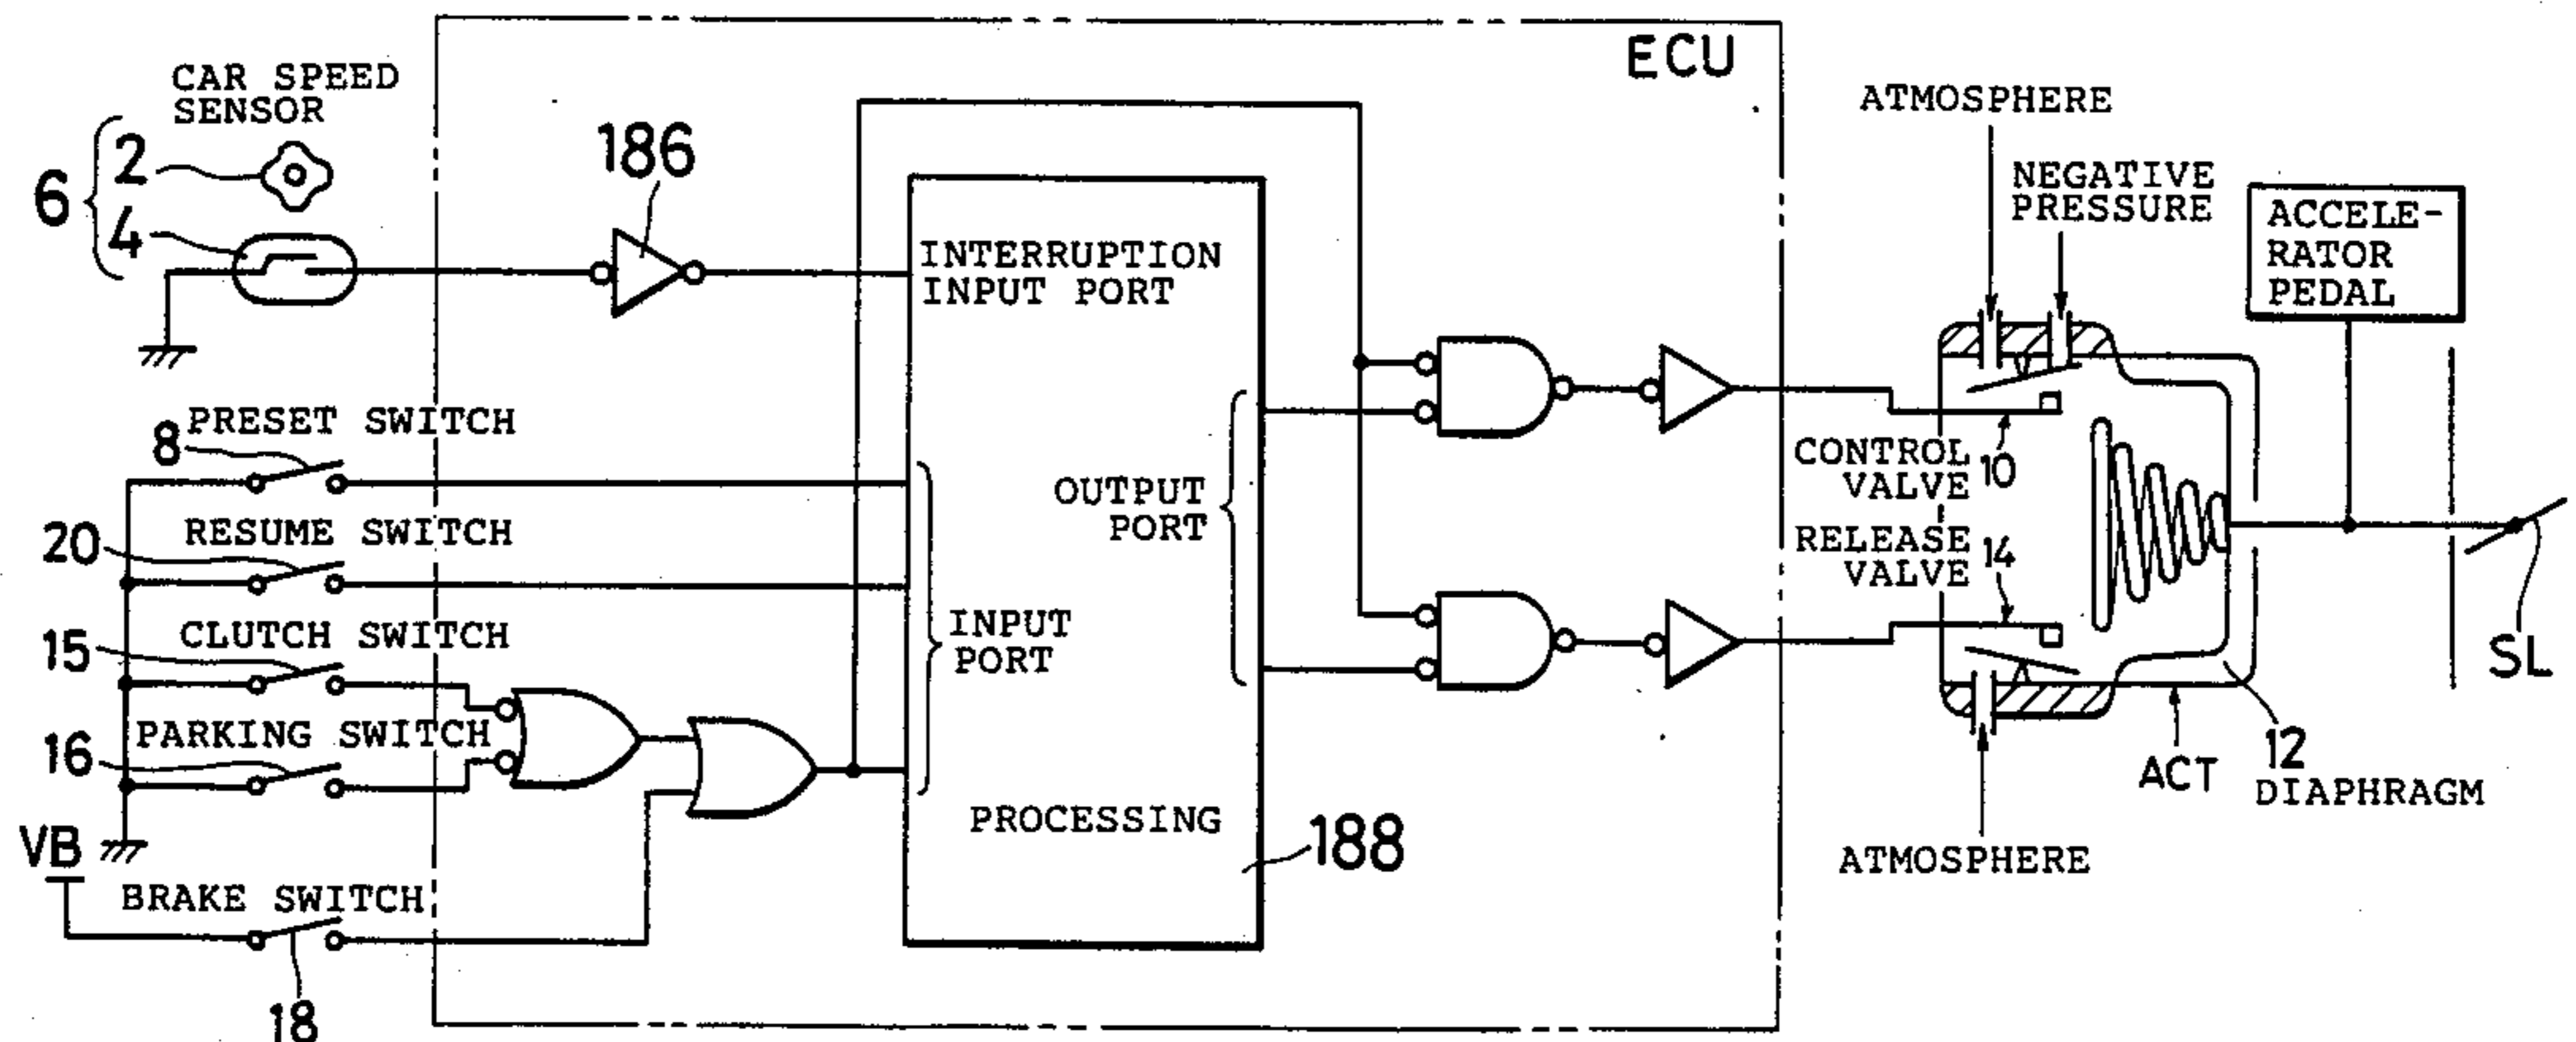 ECU
CAR SPEED
SENSOR
6
2
4
186
INTERRUPTION
INPUT PORT
PRESET SWITCH
8
RESUME SWITCH
20
CLUTCH SWITCH
15
PARKING SWITCH
16
VB
BRAKE SWITCH
18
INPUT
PORT
OUTPUT
PORT
PROCESSING
188
ATMOSPHERE
NEGATIVE
PRESSURE
ACCELE-
RATOR
PEDAL
CONTROL
VALVE
10
RELEASE
VALVE
14
SL
12
DIAPHRAGM
ACT
ATMOSPHERE